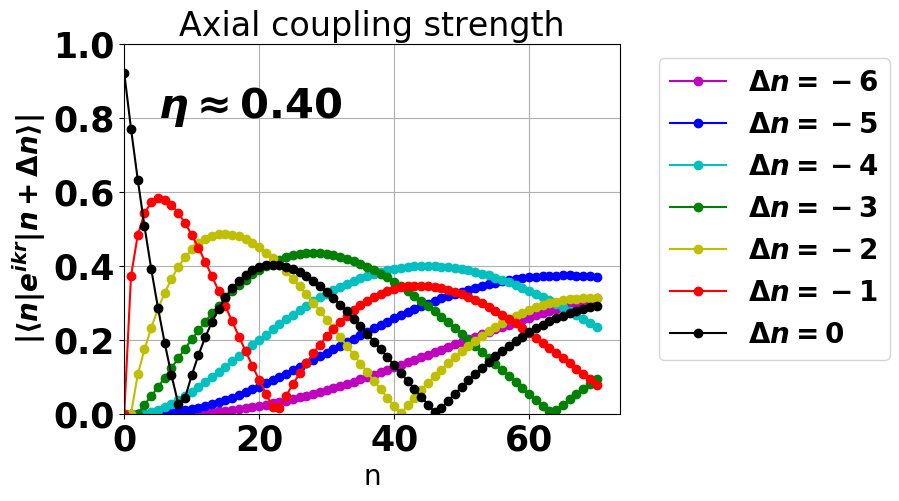 Axial coupling strength
|⟨n|e^{ikr}|n + Δn⟩|
1.0
0.8
0.6
0.4
0.2
0.0
η ≈ 0.40
0 20 40 60
n
Δn = − 6
Δn = − 5
Δn = − 4
Δn = − 3
Δn = − 2
Δn = − 1
Δn = 0